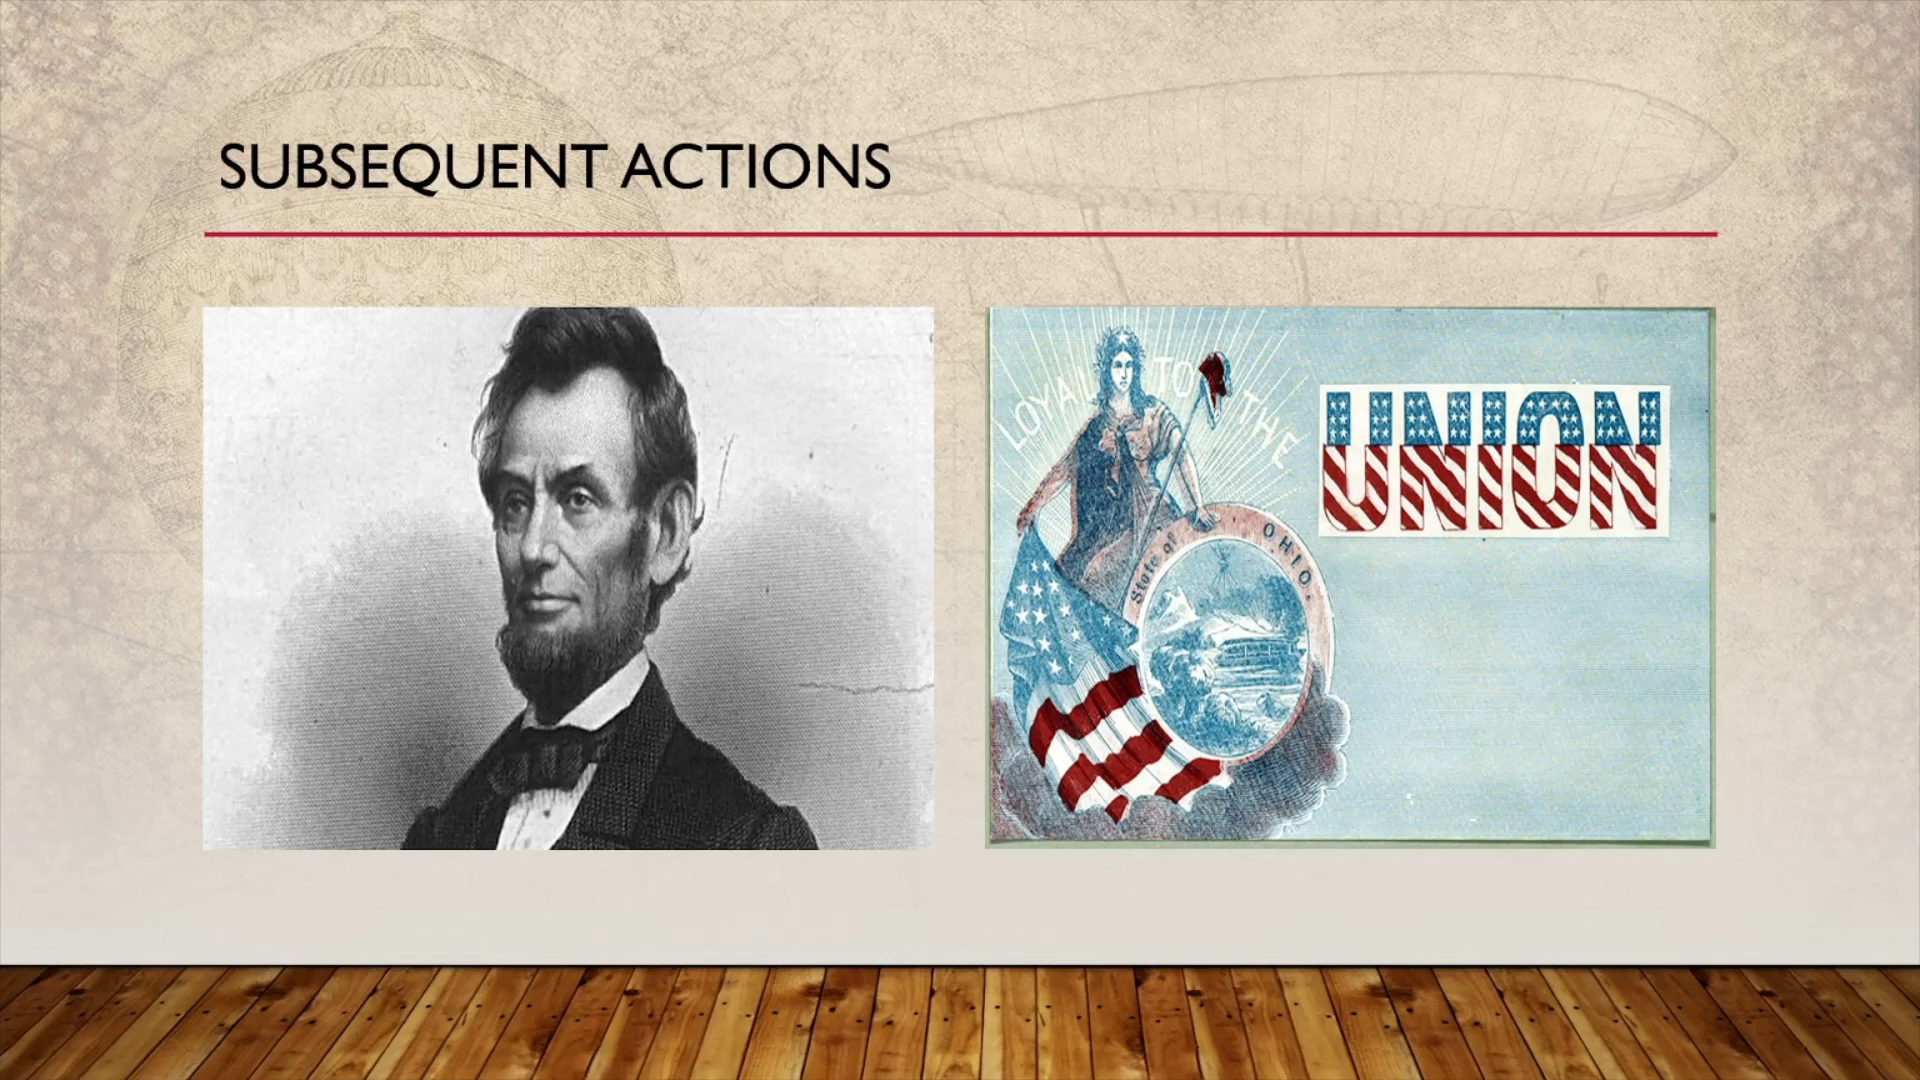 SUBSEQUENT ACTIONS
LOYAL TO THE
UNION
State of OHIO.